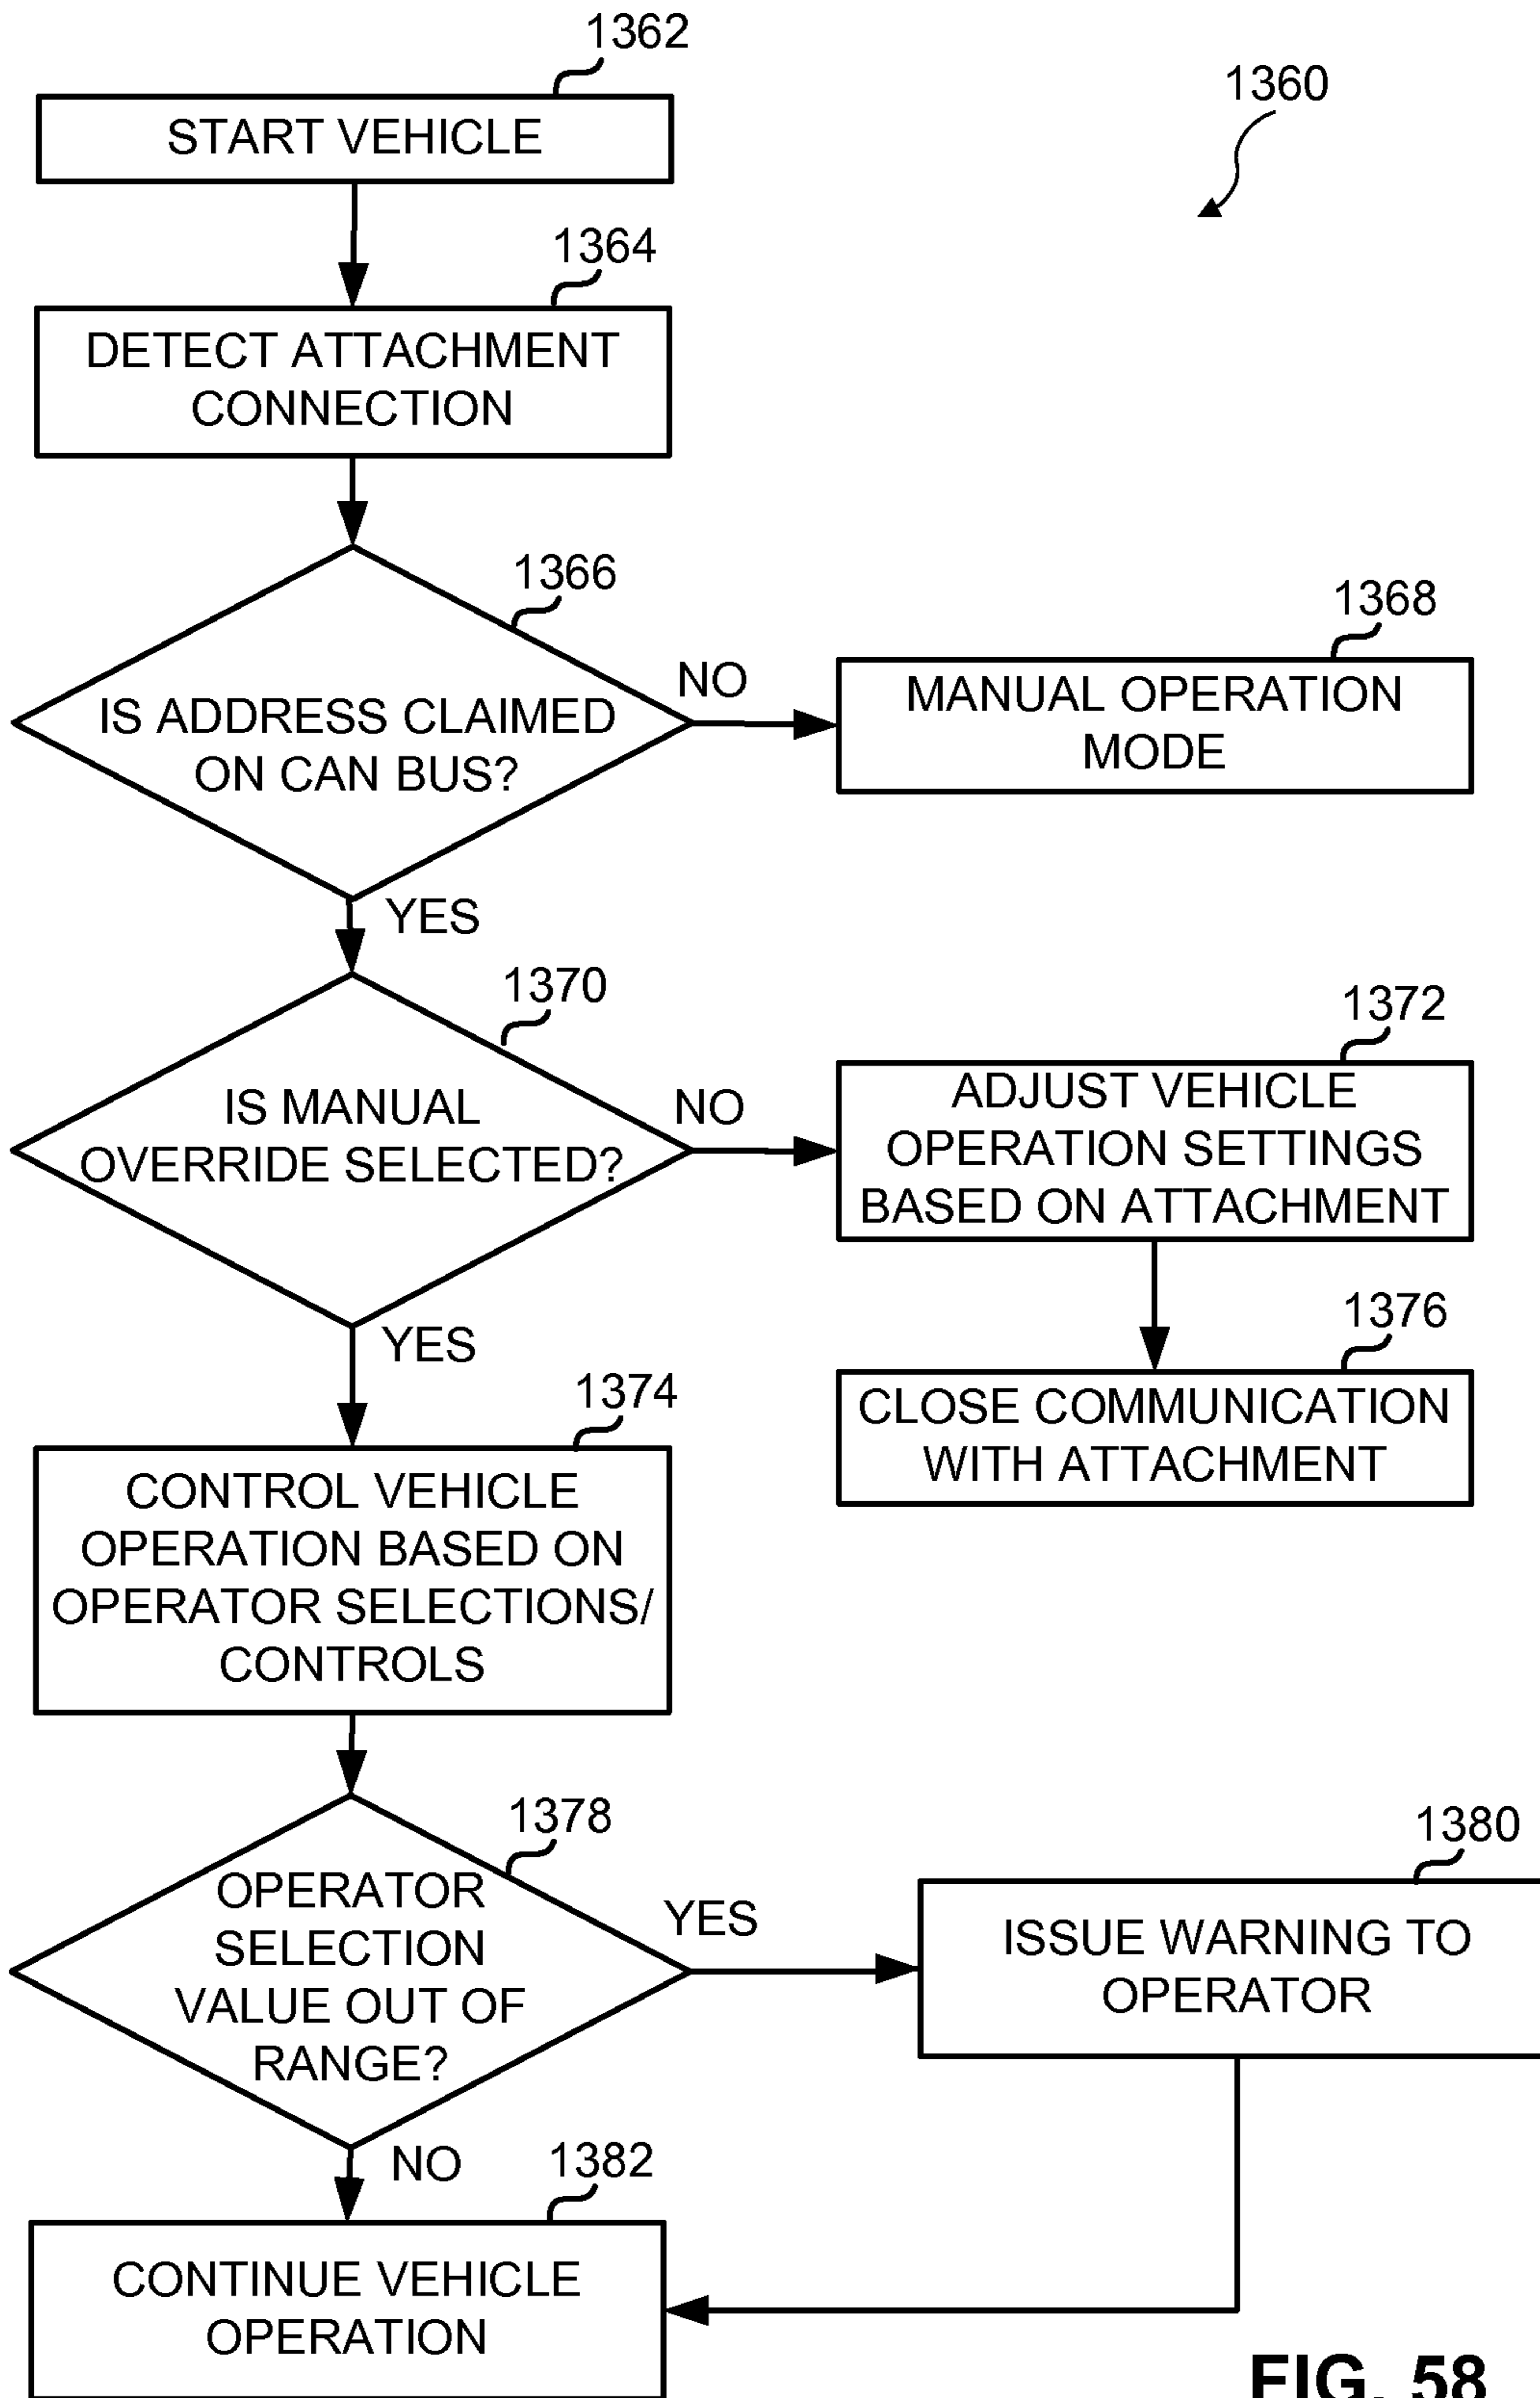 1362
1360
START VEHICLE
1364
DETECT ATTACHMENT
CONNECTION
1366
IS ADDRESS CLAIMED
ON CAN BUS?
NO
1368
MANUAL OPERATION
MODE
YES
1370
IS MANUAL
OVERRIDE SELECTED?
NO
1372
ADJUST VEHICLE
OPERATION SETTINGS
BASED ON ATTACHMENT
1376
CLOSE COMMUNICATION
WITH ATTACHMENT
YES
1374
CONTROL VEHICLE
OPERATION BASED ON
OPERATOR SELECTIONS/
CONTROLS
1378
OPERATOR
SELECTION
VALUE OUT OF
RANGE?
YES
1380
ISSUE WARNING TO
OPERATOR
NO
1382
CONTINUE VEHICLE
OPERATION
FIG. 58